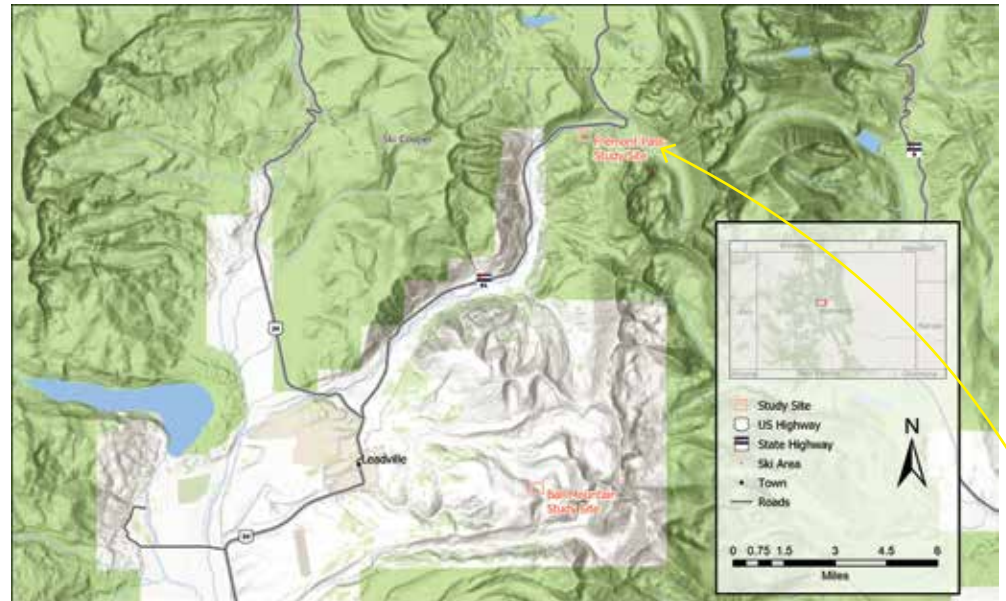 Ski Cooper
Fremont Pass
Study Site
9
91
24
Leadville
Ball Mountain
Study Site
24
Study Site
US Highway
State Highway
Ski Area
Town
Roads
N
0 0.75 1.5 3 4.5 6
Miles